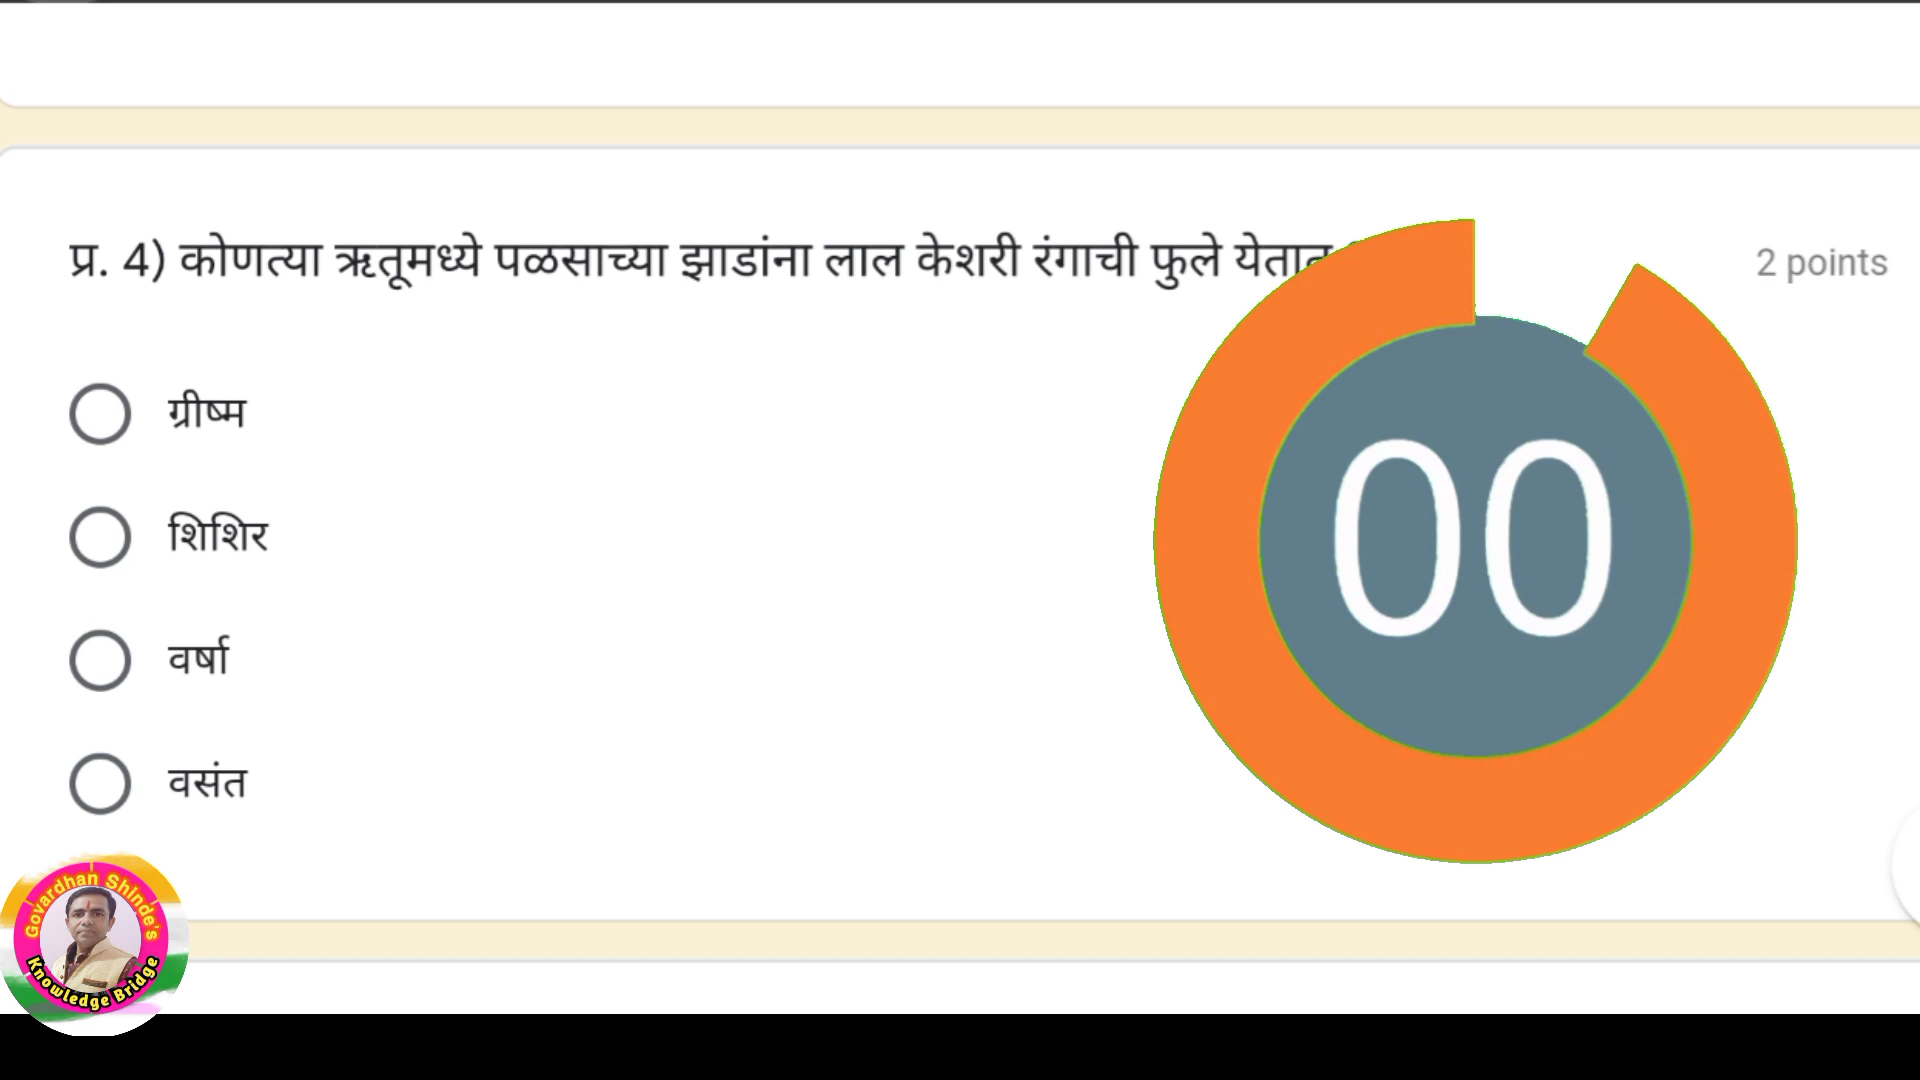 प्र. 4) कोणत्या ऋतूमध्ये पळसाच्या झाडांना लाल केशरी रंगाची फुले
2 points
ग्रीष्म
शिशिर
वर्षा
वसंत
00
Govardhan Shinde's
Knowledge Bridge